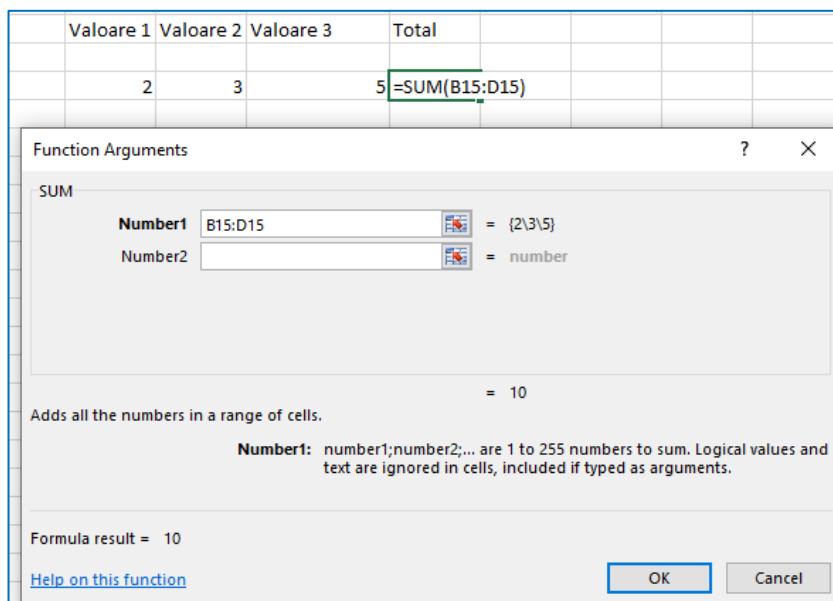 Valoare 1 Valoare 2 Valoare 3 Total
2 3 5 =SUM(B15:D15)
Function Arguments ? ×
SUM
Number1 B15:D15 = {2\3\5}
Number2 = number
= 10
Adds all the numbers in a range of cells.
Number1: number1;number2;... are 1 to 255 numbers to sum. Logical values and
text are ignored in cells, included if typed as arguments.
Formula result = 10
Help on this function OK Cancel